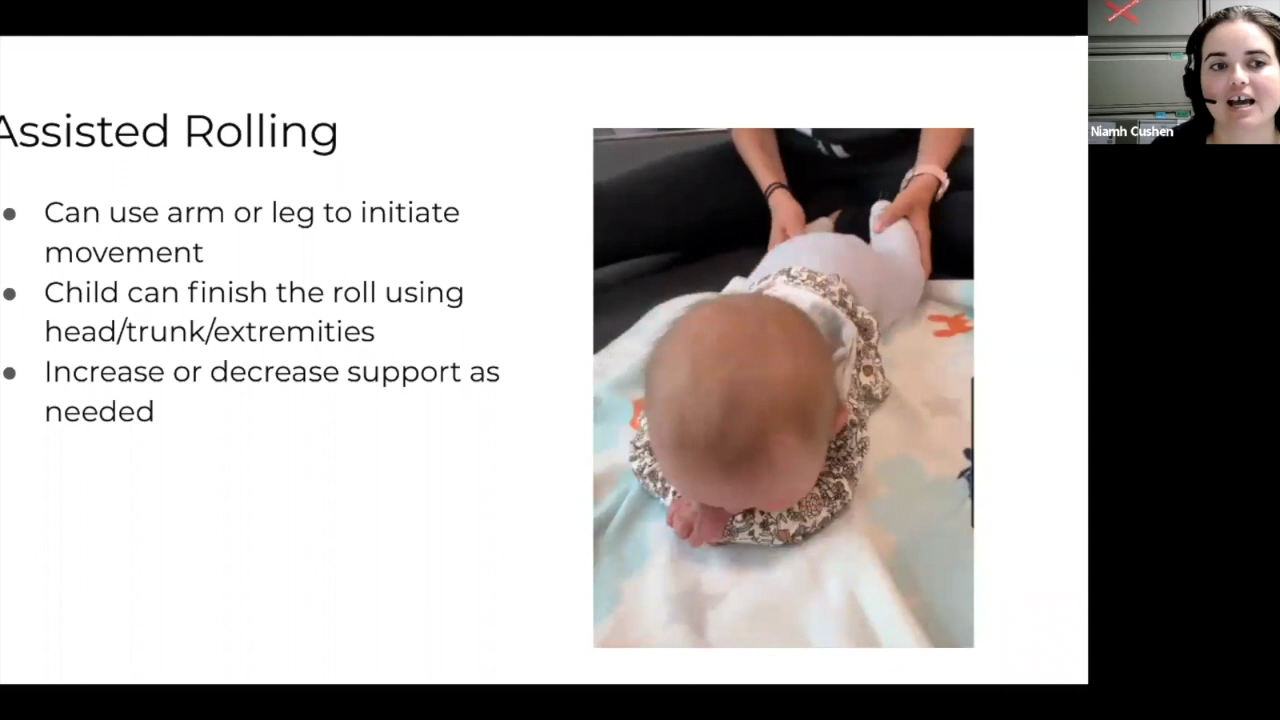 Assisted Rolling
● Can use arm or leg to initiate
movement
● Child can finish the roll using
head/trunk/extremities
● Increase or decrease support as
needed
Niamh Cushen